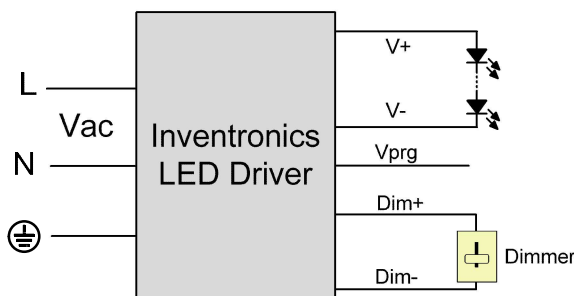 L
Vac
N
Inventronics
LED Driver
V+
V-
Vprg
Dim+
Dim-
Dimmer